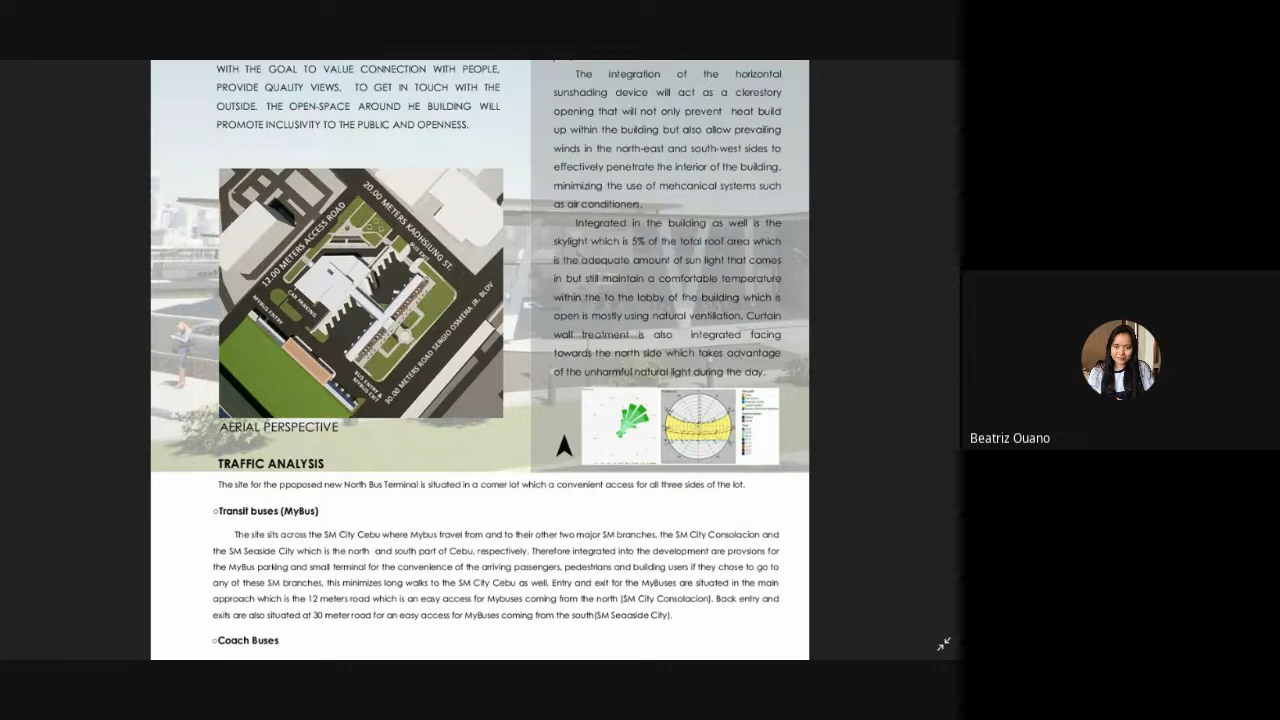 WITH THE GOAL TO VALUE CONNECTION WITH PEOPLE,
PROVIDE QUALITY VIEWS, TO GET IN TOUCH WITH THE
OUTSIDE. THE OPEN-SPACE AROUND HE BUILDING WILL
PROMOTE INCLUSIVITY TO THE PUBLIC AND OPENNESS.
20.00 METERS KAOHSIUNG ST.
12.00 METERS ACCESS ROAD
BUS EXIT
CAR PARKING
MYBUS ENTRY
BUS ENTRY &
MYBUS EXIT
30.00 METERS ROAD SERGIO OSMENA JR. BLDV
AERIAL PERSPECTIVE
The integration of the horizontal
sunshading device will act as a clerestory
opening that will not only prevent heat build
up within the building but also allow prevailing
winds in the north-east and south-west sides to
effectively penetrate the interior of the building,
minimizing the use of mehcanical systems such
as air conditioners.
Integrated in the building as well is the
skylight which is 5% of the total roof area which
is the adequate amount of sun light that comes
in but still maintain a comfortable temperature
within the to the lobby of the building which is
open is mostly using natural ventillation. Curtain
wall treatment is also integrated facing
towards the north side which takes advantage
of the unharmful natural light during the day.
TRAFFIC ANALYSIS
The site for the ppoposed new North Bus Terminal is situated in a corner lot which a convenient access for all three sides of the lot.
○Transit buses (MyBus)
The site sits across the SM City Cebu where Mybus travel from and to their other two major SM branches, the SM City Consolacion and
the SM Seaside City which is the north and south part of Cebu, respectively. Therefore integrated into the development are provsions for
the MyBus parking and small terminal for the convenience of the arriving passengers, pedestrians and building users if they chose to go to
any of these SM branches, this minimizes long walks to the SM City Cebu as well. Entry and exit for the MyBuses are situated in the main
approach which is the 12 meters road which is an easy access for Mybuses coming from the north (SM City Consolacion). Back entry and
exits are also situated at 30 meter road for an easy access for MyBuses coming from the south(SM Seaaside City).
○Coach Buses
Beatriz Ouano